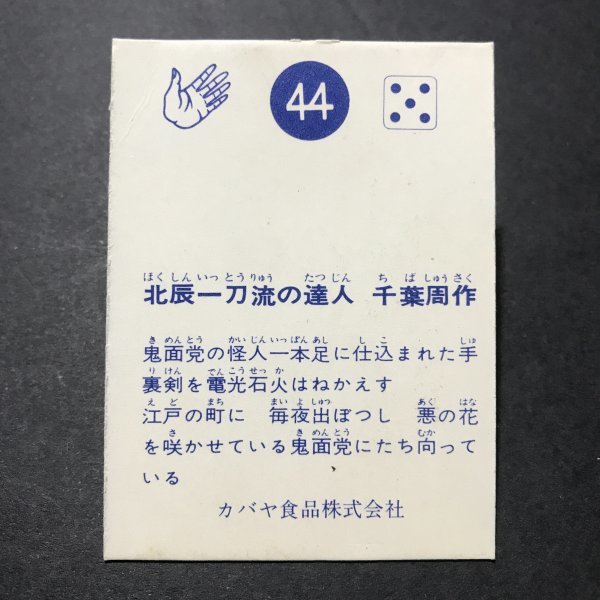 44
ほくしんいっとうりゅう たつじん ちばしゅうさく
北辰一刀流の達人 千葉周作
きめんとう かいじんいっぽんあし しこ しゅ
鬼面党の怪人一本足に仕込まれた手
りけん でんこうせっか
裏剣を電光石火はねかえす
えど まち まいよしゅつ あく はな
江戸の町に 毎夜出ぼつし 悪の花
さ きめんとう むか
を咲かせている鬼面党にたち向って
いる
カバヤ食品株式会社